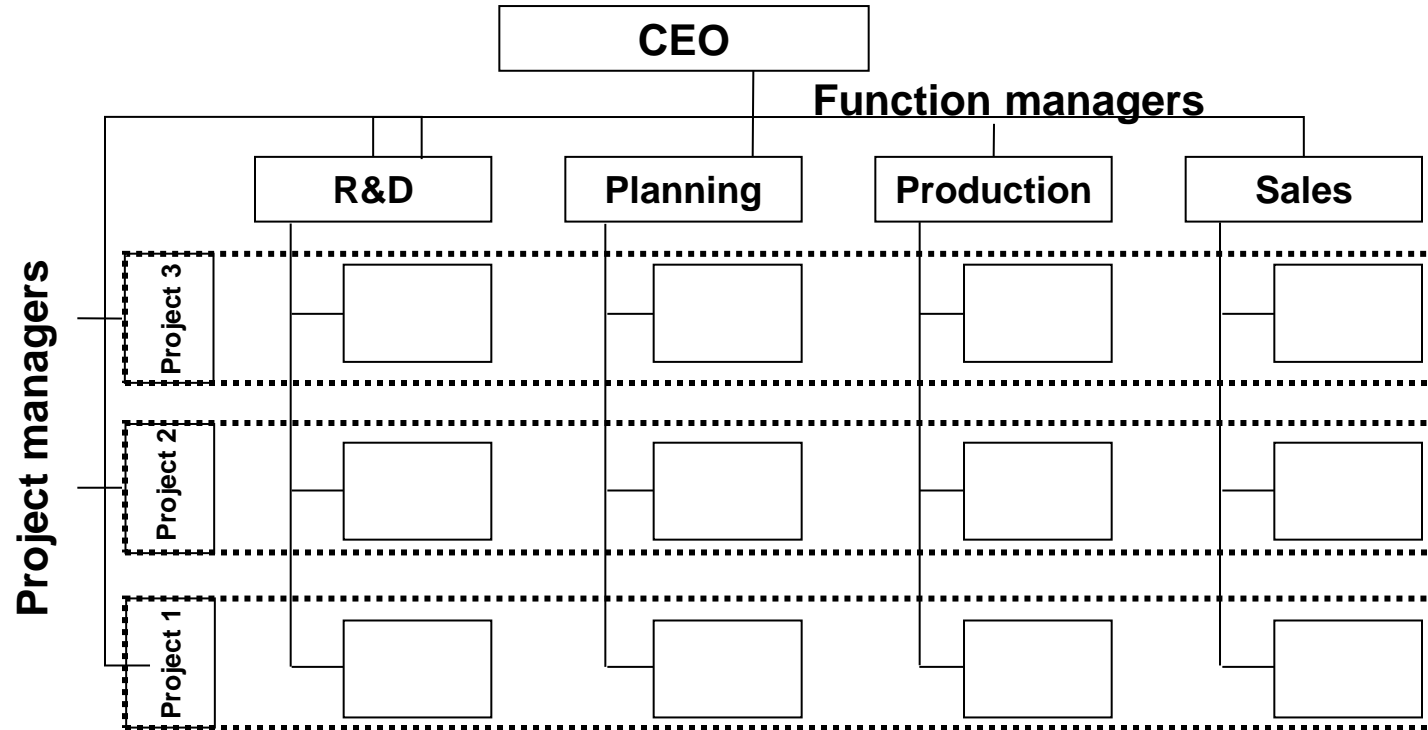 CEO
Function managers
R&D
Planning
Production
Sales
Project managers
Project 3
Project 2
Project 1